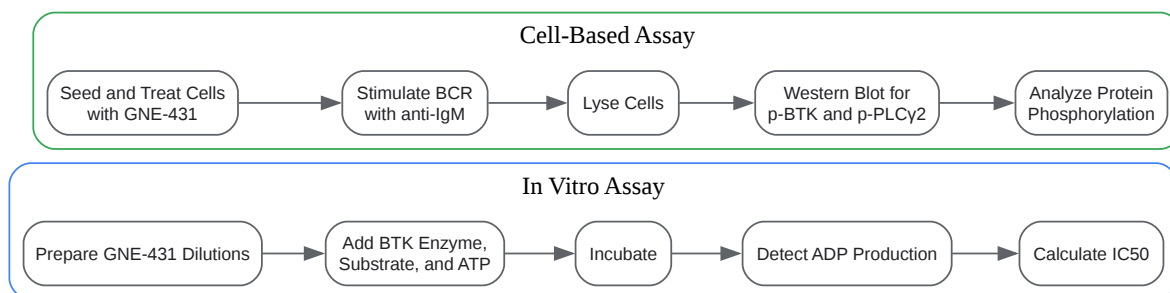 Cell-Based Assay
Seed and Treat Cells
with GNE-431
Stimulate BCR
with anti-IgM
Lyse Cells
Western Blot for
p-BTK and p-PLCγ2
Analyze Protein
Phosphorylation
In Vitro Assay
Prepare GNE-431 Dilutions
Add BTK Enzyme,
Substrate, and ATP
Incubate
Detect ADP Production
Calculate IC50